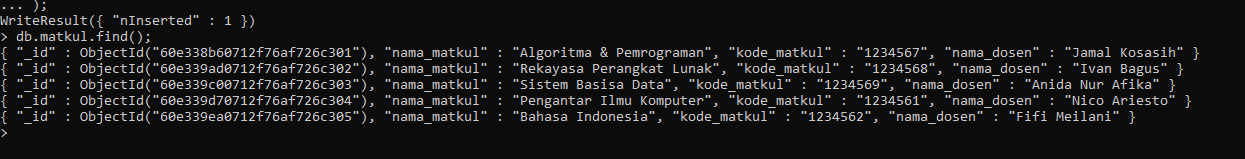 ... );
WriteResult({ "nInserted" : 1 })
> db.matkul.find();
{ "_id" : ObjectId("60e338b60712f76af726c301"), "nama_matkul" : "Algoritma & Pemrograman", "kode_matkul" : "1234567", "nama_dosen" : "Jamal Kosasih" }
{ "_id" : ObjectId("60e339ad0712f76af726c302"), "nama_matkul" : "Rekayasa Perangkat Lunak", "kode_matkul" : "1234568", "nama_dosen" : "Ivan Bagus" }
{ "_id" : ObjectId("60e339c00712f76af726c303"), "nama_matkul" : "Sistem Basisa Data", "kode_matkul" : "1234569", "nama_dosen" : "Anida Nur Afika" }
{ "_id" : ObjectId("60e339d70712f76af726c304"), "nama_matkul" : "Pengantar Ilmu Komputer", "kode_matkul" : "1234561", "nama_dosen" : "Nico Ariesto" }
{ "_id" : ObjectId("60e339ea0712f76af726c305"), "nama_matkul" : "Bahasa Indonesia", "kode_matkul" : "1234562", "nama_dosen" : "Fifi Meilani" }
>